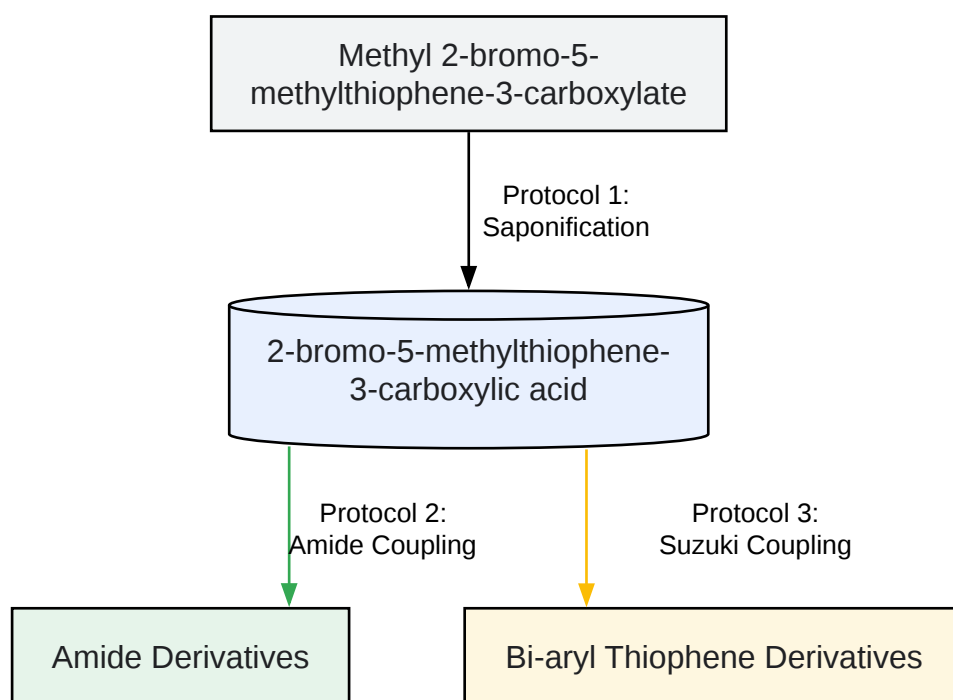 Methyl 2-bromo-5-
methylthiophene-3-carboxylate
Protocol 1:
Saponification
2-bromo-5-methylthiophene-
3-carboxylic acid
Protocol 2:
Amide Coupling
Protocol 3:
Suzuki Coupling
Amide Derivatives
Bi-aryl Thiophene Derivatives